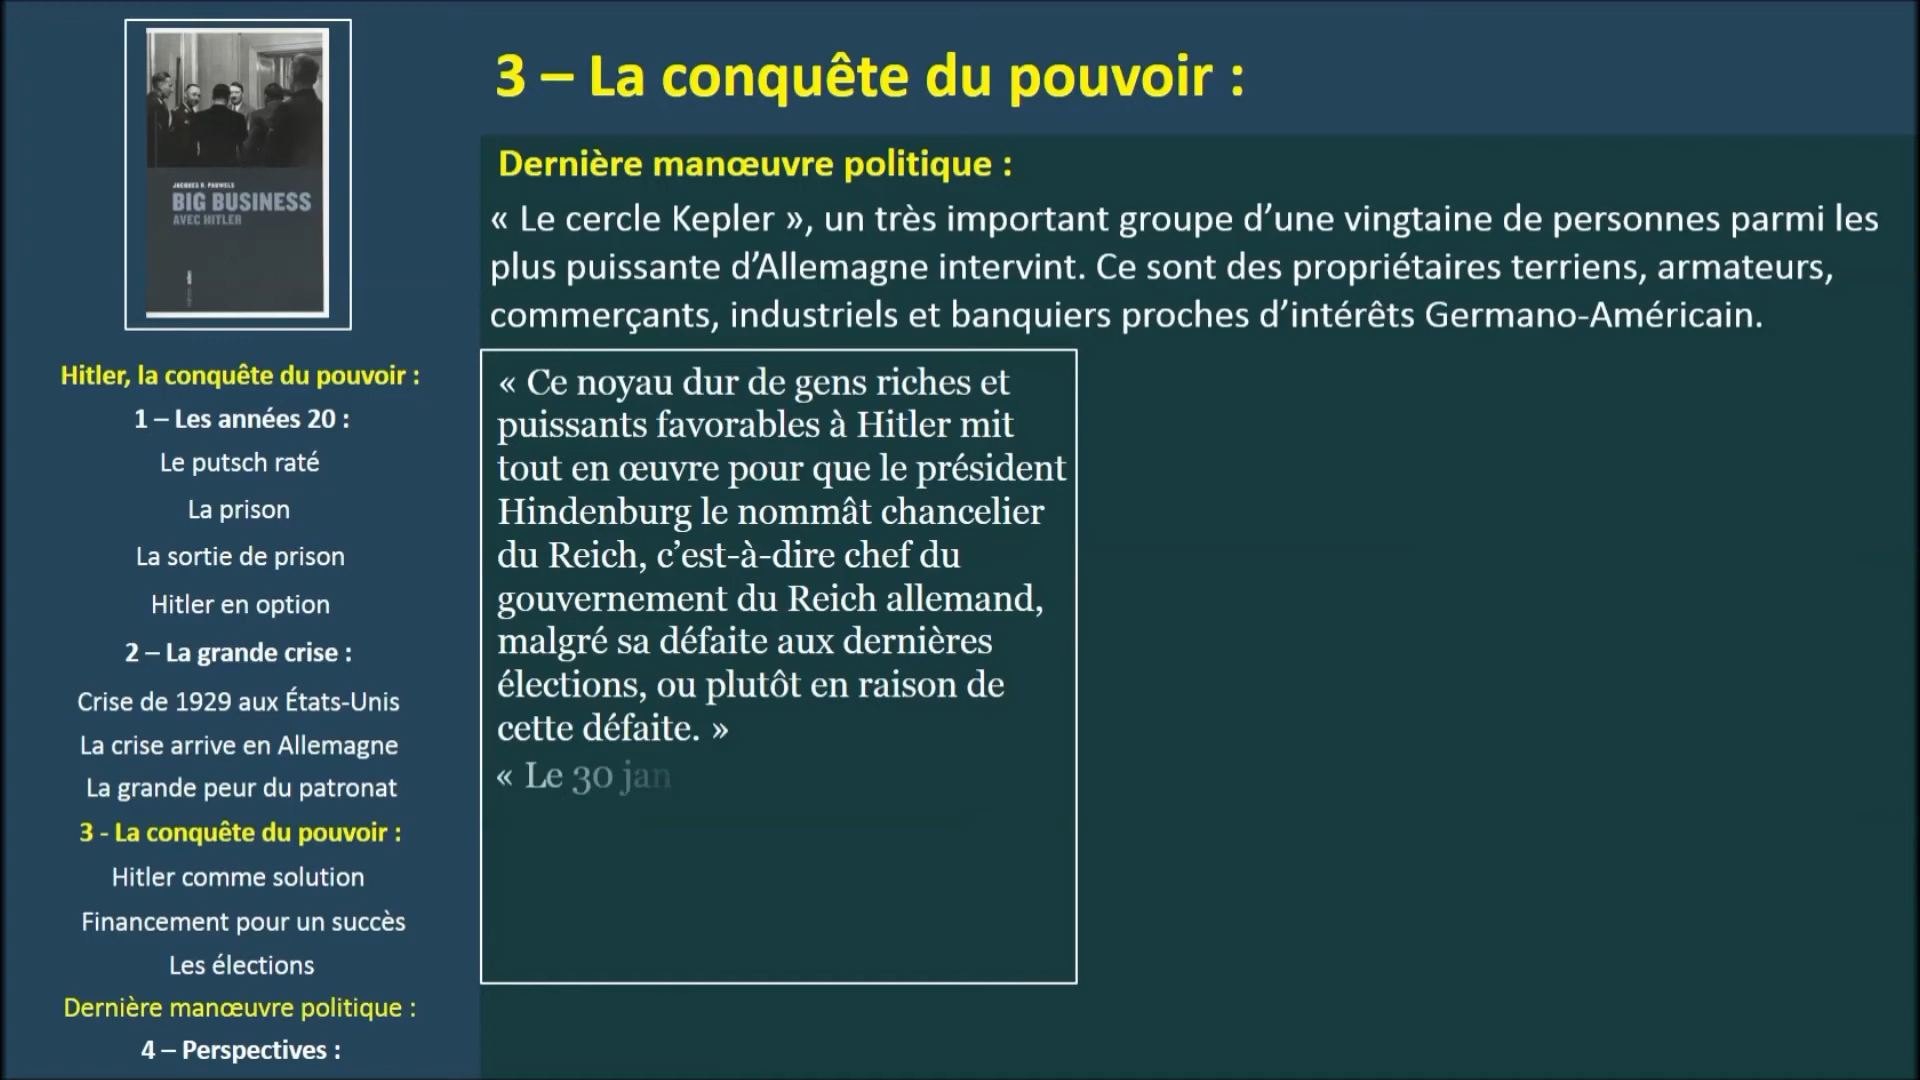 JACQUES R. PAUWELS
BIG BUSINESS
AVEC HITLER
Hitler, la conquête du pouvoir :
1 – Les années 20 :
Le putsch raté
La prison
La sortie de prison
Hitler en option
2 – La grande crise :
Crise de 1929 aux États-Unis
La crise arrive en Allemagne
La grande peur du patronat
3 - La conquête du pouvoir :
Hitler comme solution
Financement pour un succès
Les élections
Dernière manœuvre politique :
4 – Perspectives :
3 – La conquête du pouvoir :
Dernière manœuvre politique :
« Le cercle Kepler », un très important groupe d’une vingtaine de personnes parmi les
plus puissante d’Allemagne intervint. Ce sont des propriétaires terriens, armateurs,
commerçants, industriels et banquiers proches d’intérêts Germano-Américain.
« Ce noyau dur de gens riches et
puissants favorables à Hitler mit
tout en œuvre pour que le président
Hindenburg le nommât chancelier
du Reich, c’est-à-dire chef du
gouvernement du Reich allemand,
malgré sa défaite aux dernières
élections, ou plutôt en raison de
cette défaite. »
« Le 30 jan